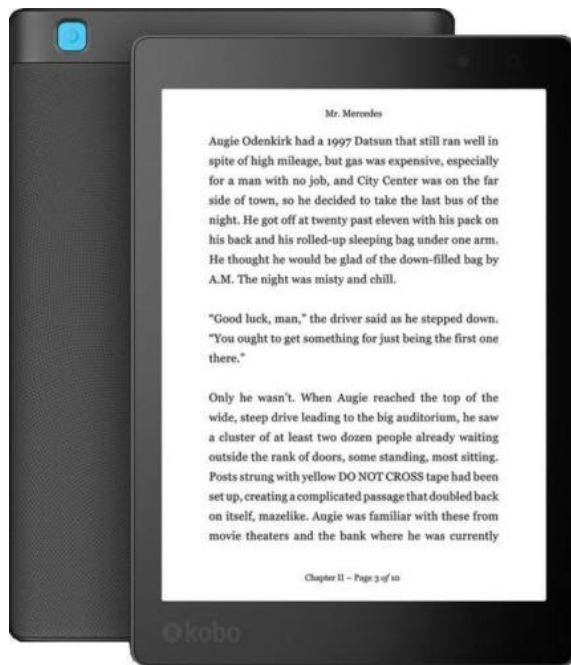 Mr. Mercedes
Augie Odenkirk had a 1997 Datsun that still ran well in
spite of high mileage, but gas was expensive, especially
for a man with no job, and City Center was on the far
side of town, so he decided to take the last bus of the
night. He got off at twenty past eleven with his pack on
his back and his rolled-up sleeping bag under one arm.
He thought he would be glad of the down-filled bag by
A.M. The night was misty and chill.
“Good luck, man,” the driver said as he stepped down.
“You ought to get something for just being the first one
there.”
Only he wasn’t. When Augie reached the top of the
wide, steep drive leading to the big auditorium, he saw
a cluster of at least two dozen people already waiting
outside the rank of doors, some standing, most sitting.
Posts strung with yellow DO NOT CROSS tape had been
set up, creating a complicated passage that doubled back
on itself, mazelike. Augie was familiar with these from
movie theaters and the bank where he was currently
Chapter II – Page 3 of 10
kobo